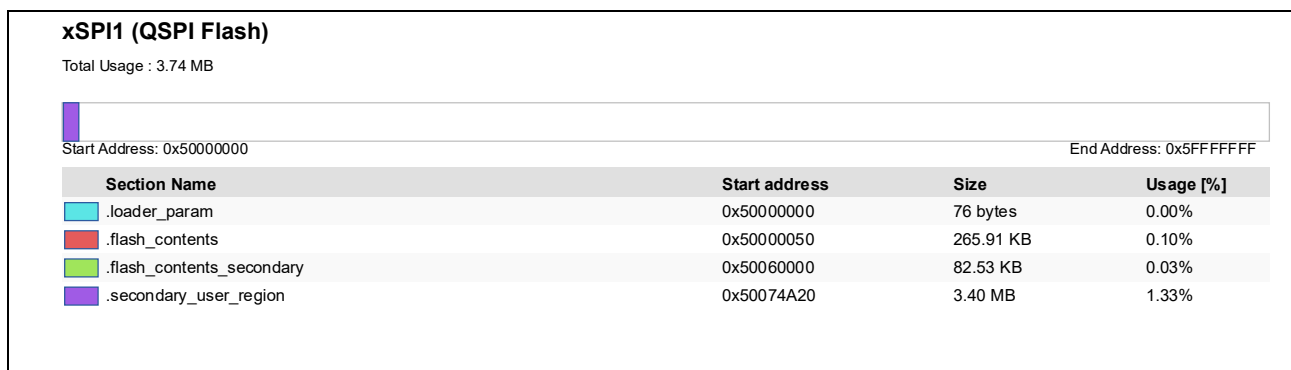 xSPI1 (QSPI Flash)
Total Usage : 3.74 MB
Start Address: 0x50000000 End Address: 0x5FFFFFFF
Section Name Start address Size Usage [%]
.loader_param 0x50000000 76 bytes 0.00%
.flash_contents 0x50000050 265.91 KB 0.10%
.flash_contents_secondary 0x50060000 82.53 KB 0.03%
.secondary_user_region 0x50074A20 3.40 MB 1.33%